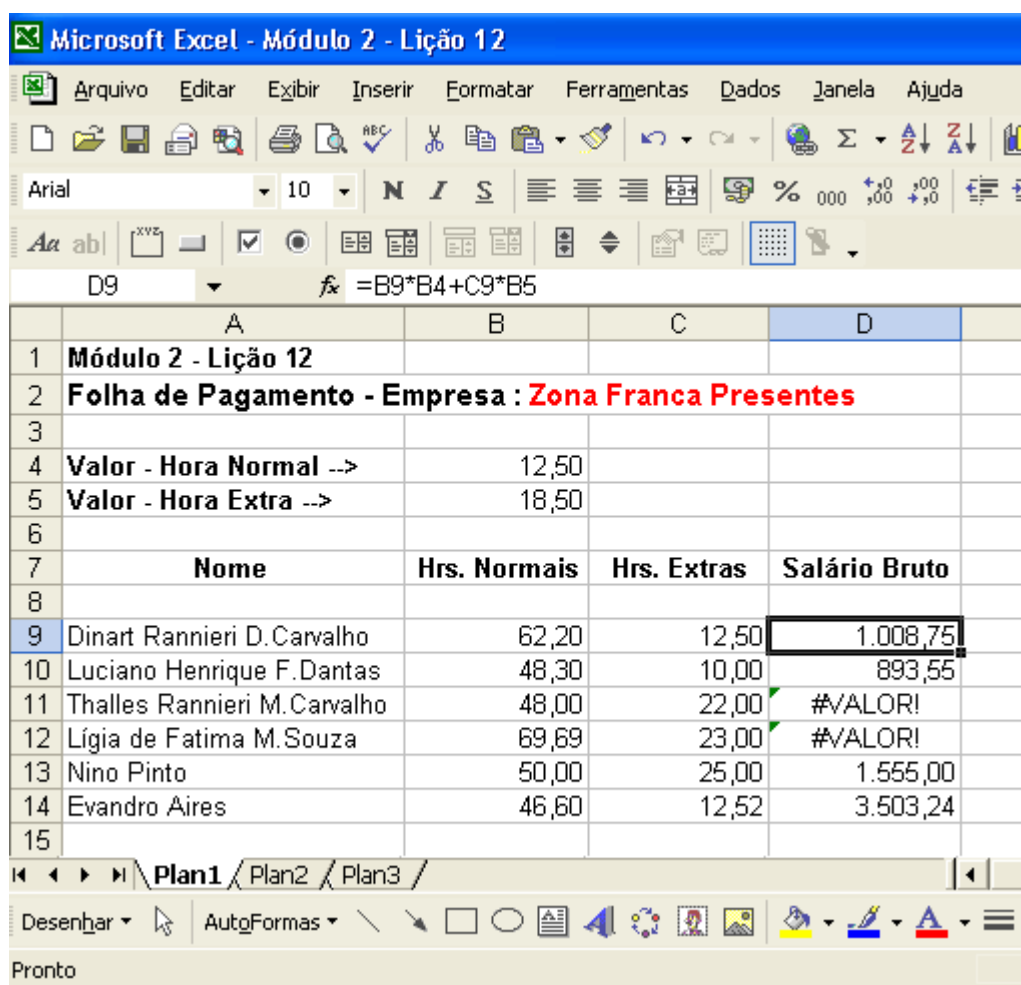 Microsoft Excel - Módulo 2 - Lição 12
Arquivo Editar Exibir Inserir Formatar Ferramentas Dados Janela Ajuda
Arial 10 N I S % 000 ,00 ,00
Aa ab| XYZ
D9 fx =B9*B4+C9*B5
A B C D
1 Módulo 2 - Lição 12
2 Folha de Pagamento - Empresa : Zona Franca Presentes
3
4 Valor - Hora Normal --> 12,50
5 Valor - Hora Extra --> 18,50
6
7 Nome Hrs. Normais Hrs. Extras Salário Bruto
8
9 Dinart Rannieri D.Carvalho 62,20 12,50 1.008,75
10 Luciano Henrique F.Dantas 48,30 10,00 893,55
11 Thalles Rannieri M.Carvalho 48,00 22,00 #VALOR!
12 Lígia de Fatima M.Souza 69,69 23,00 #VALOR!
13 Nino Pinto 50,00 25,00 1.555,00
14 Evandro Aires 46,60 12,52 3.503,24
15
Plan1 Plan2 Plan3
Desenhar AutoFormas A A
Pronto